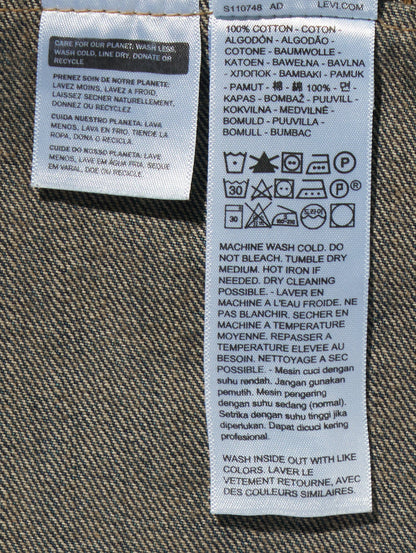 CARE FOR OUR PLANET. WASH LESS,
WASH COLD, LINE DRY, DONATE OR
RECYCLE
PRENEZ SOIN DE NOTRE PLANETE:
LAVEZ MOINS, LAVEZ A FROID,
LAISSEZ SECHER NATURELLEMENT,
DONNEZ OU RECYCLEZ
CUIDA NUESTRO PLANETA: LAVA
MENOS, LAVA EN FRIO, TIENDE LA
ROPA, DONA O RECICLA.
CUIDE DO NOSSO PLANETA: LAVE
MENOS, LAVE EM ÁGUA FRIA, SEQUE
EM VARAL, DOE OU RECICLE.
S110748 AD LEVI.COM
100% COTTON - COTON -
ALGODÓN - ALGODÃO -
COTONE - BAUMWOLLE -
KATOEN - BAWEŁNA - BAVLNA
- ХЛОПОК - BAMBAKI - PAMUK
- PAMUT - 棉 - 綿 100% - 면 -
KAPAS - BOMBAŽ - PUUVILL -
KOKVILNA - MEDVILNĖ -
BOMULD - PUUVILLA -
BOMULL - BUMBAC
30
30
MACHINE WASH COLD. DO
NOT BLEACH. TUMBLE DRY
MEDIUM. HOT IRON IF
NEEDED. DRY CLEANING
POSSIBLE. - LAVER EN
MACHINE A L'EAU FROIDE. NE
PAS BLANCHIR. SECHER EN
MACHINE A TEMPERATURE
MOYENNE. REPASSER A
TEMPERATURE ELEVEE AU
BESOIN. NETTOYAGE A SEC
POSSIBLE. - Mesin cuci dengan
suhu rendah. Jangan gunakan
pemutih. Mesin pengering
dengan suhu sedang (normal).
Setrika dengan suhu tinggi jika
diperlukan. Dapat dicuci kering
profesional.
WASH INSIDE OUT WITH LIKE
COLORS. LAVER LE
VETEMENT RETOURNE, AVEC
DES COULEURS SIMILAIRES.